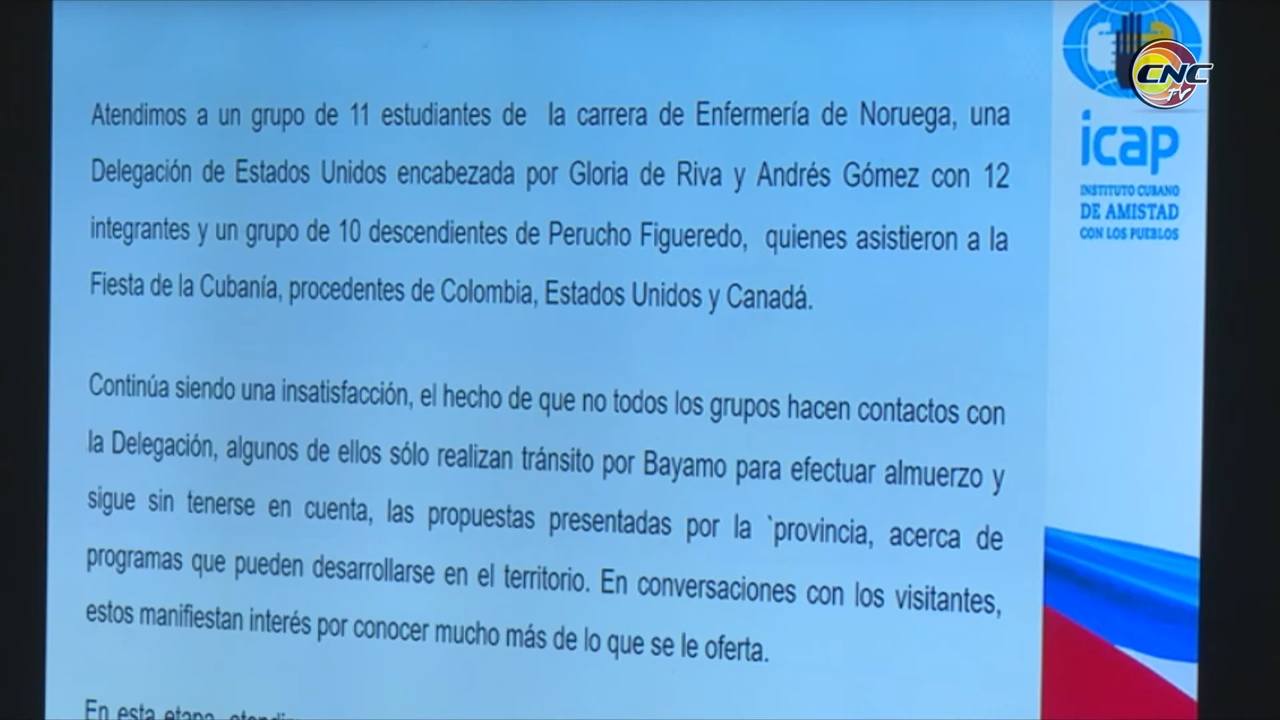 Atendimos a un grupo de 11 estudiantes de la carrera de Enfermería de Noruega, una
Delegación de Estados Unidos encabezada por Gloria de Riva y Andrés Gómez con 12
integrantes y un grupo de 10 descendientes de Perucho Figueredo, quienes asistieron a la
Fiesta de la Cubanía, procedentes de Colombia, Estados Unidos y Canadá.
Continúa siendo una insatisfacción, el hecho de que no todos los grupos hacen contactos con
la Delegación, algunos de ellos sólo realizan tránsito por Bayamo para efectuar almuerzo y
sigue sin tenerse en cuenta, las propuestas presentadas por la `provincia, acerca de
programas que pueden desarrollarse en el territorio. En conversaciones con los visitantes,
estos manifiestan interés por conocer mucho más de lo que se le oferta.
En esta etapa,
CNC
TV
icap
INSTITUTO CUBANO
DE AMISTAD
CON LOS PUEBLOS